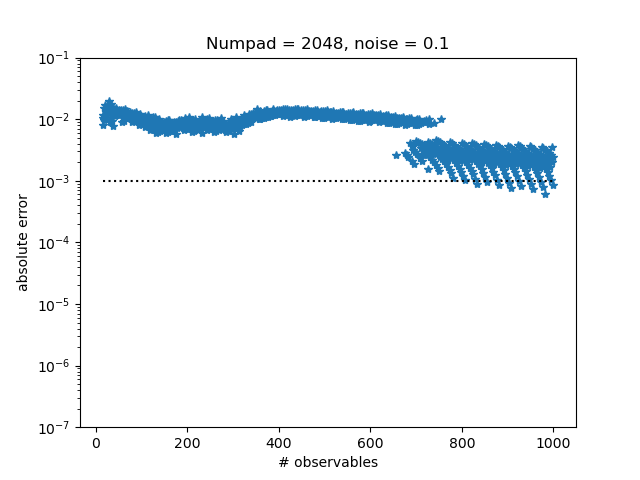 Numpad = 2048, noise = 0.1
10⁻¹
10⁻²
10⁻³
10⁻⁴
10⁻⁵
10⁻⁶
10⁻⁷
absolute error
0 200 400 600 800 1000
# observables